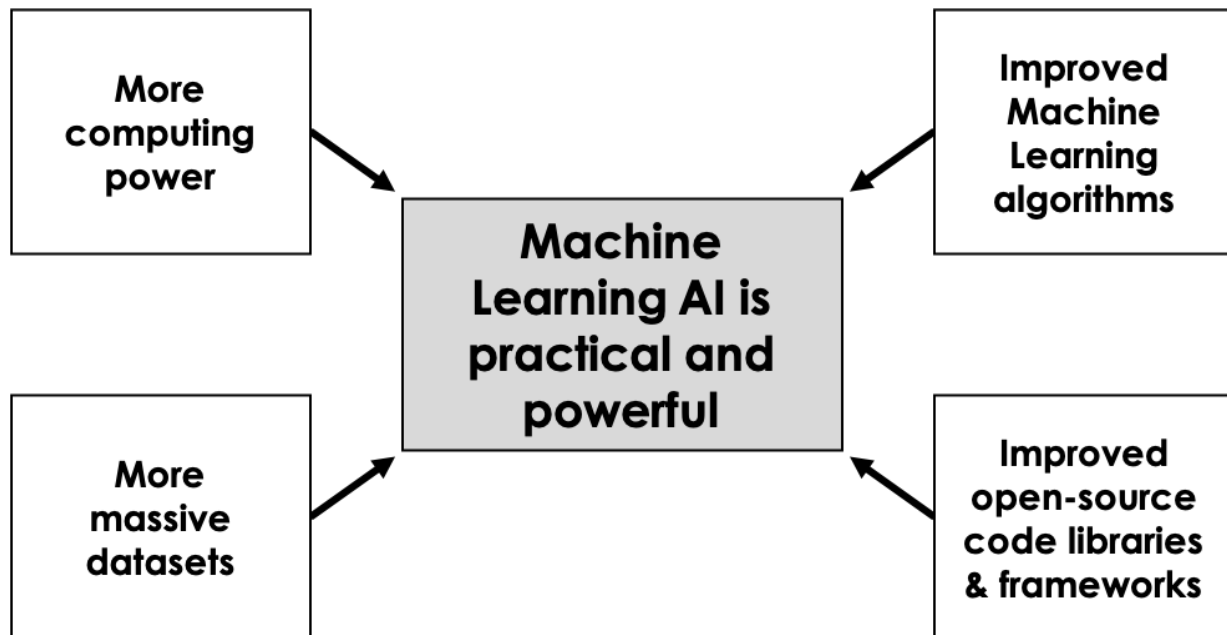 More
computing
power
Improved
Machine
Learning
algorithms
Machine
Learning AI is
practical and
powerful
More
massive
datasets
Improved
open-source
code libraries
& frameworks